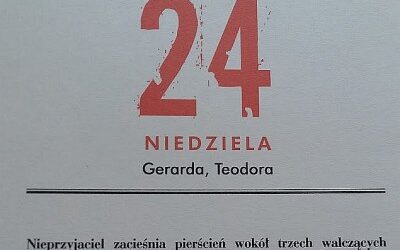 24
NIEDZIELA
Gerarda, Teodora
Nieprzyjaciel zacieśnia pierścień wokół trzech walczących